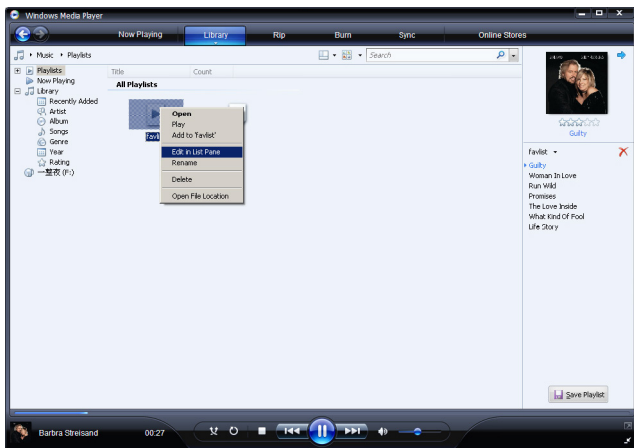 Windows Media Player
Now Playing
Library
Rip
Burn
Sync
Online Stores
Music
Playlists
Search
Playlists
Now Playing
Library
Recently Added
Artist
Album
Songs
Genre
Year
Rating
一整夜 (F:)
Title
Count
All Playlists
Open
Play
Add to 'favlist'
Edit in List Pane
Rename
Delete
Open File Location
Guilty
favlist
Guilty
Woman In Love
Run Wild
Promises
The Love Inside
What Kind Of Fool
Life Story
Save Playlist
Barbra Streisand
00:27